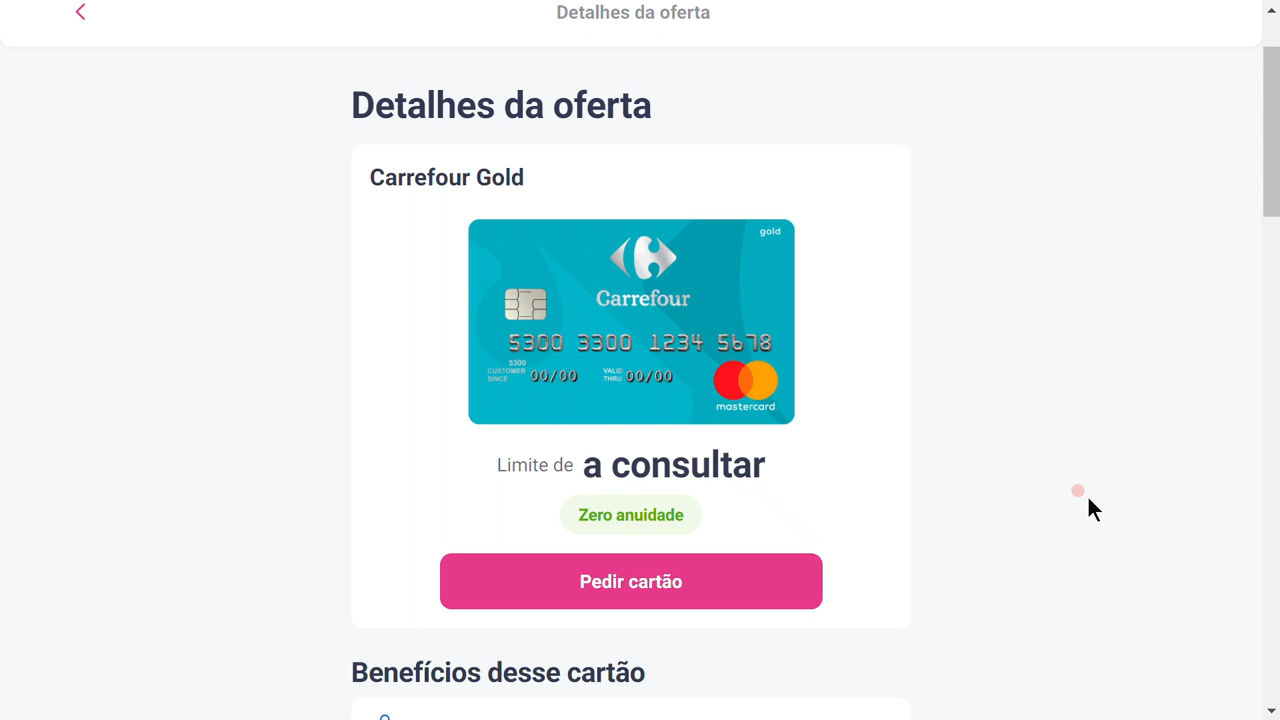 Detalhes da oferta
Detalhes da oferta
Carrefour Gold
gold
Carrefour
5300 3300 1234 5678
5300
CUSTOMER SINCE 00/00 VALID THRU 00/00
mastercard
Limite de a consultar
Zero anuidade
Pedir cartão
Benefícios desse cartão